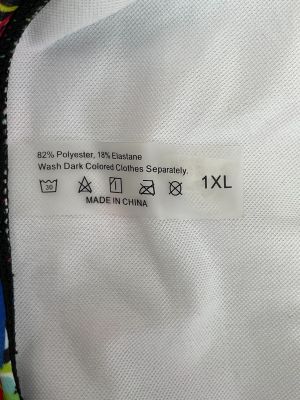 82% Polyester, 18% Elastane
Wash Dark Colored Clothes Separately.
30
1XL
MADE IN CHINA